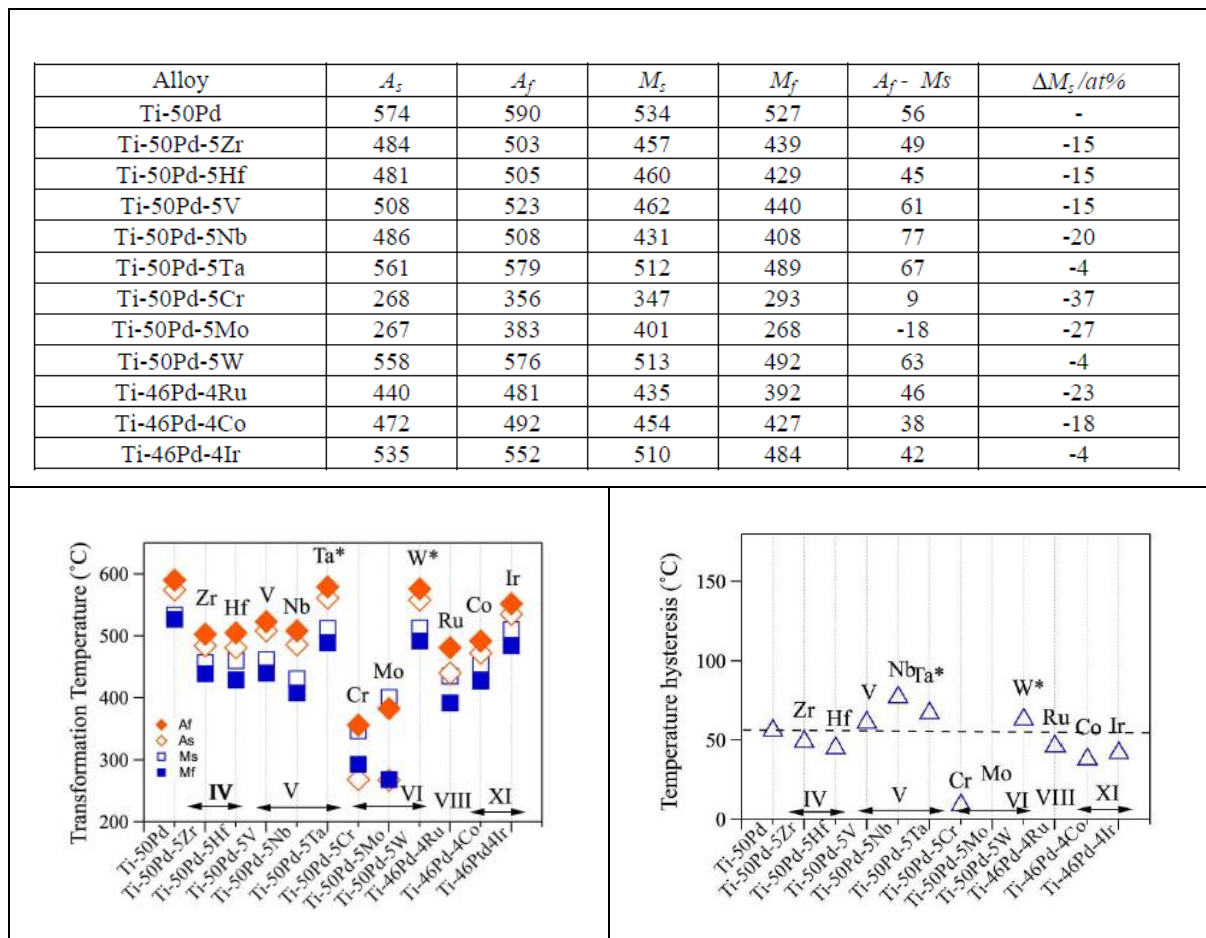 Alloy As Af Ms Mf Af - Ms ΔMs/at%
Ti-50Pd 574 590 534 527 56 -
Ti-50Pd-5Zr 484 503 457 439 49 -15
Ti-50Pd-5Hf 481 505 460 429 45 -15
Ti-50Pd-5V 508 523 462 440 61 -15
Ti-50Pd-5Nb 486 508 431 408 77 -20
Ti-50Pd-5Ta 561 579 512 489 67 -4
Ti-50Pd-5Cr 268 356 347 293 9 -37
Ti-50Pd-5Mo 267 383 401 268 -18 -27
Ti-50Pd-5W 558 576 513 492 63 -4
Ti-46Pd-4Ru 440 481 435 392 46 -23
Ti-46Pd-4Co 472 492 454 427 38 -18
Ti-46Pd-4Ir 535 552 510 484 42 -4
Transformation Temperature (˚C)
600
500
400
300
200
Zr
Hf
V
Nb
Ta*
Cr
Mo
W*
Ru
Co
Ir
Af
As
Ms
Mf
IV
V
VI
VIII
XI
Ti-50Pd
Ti-50Pd-5Zr
Ti-50Pd-5Hf
Ti-50Pd-5V
Ti-50Pd-5Nb
Ti-50Pd-5Ta
Ti-50Pd-5Cr
Ti-50Pd-5Mo
Ti-50Pd-5W
Ti-46Pd-4Ru
Ti-46Pd-4Co
Ti-46Ptd4Ir
Temperature hysteresis (˚C)
150
100
50
0
Zr
Hf
V
Nb
Ta*
Cr
Mo
W*
Ru
Co
Ir
IV
V
VI
VIII
XI
Ti-50Pd
Ti-50Pd-5Zr
Ti-50Pd-5Hf
Ti-50Pd-5V
Ti-50Pd-5Nb
Ti-50Pd-5Ta
Ti-50Pd-5Cr
Ti-50Pd-5Mo
Ti-50Pd-5W
Ti-46Pd-4Ru
Ti-46Pd-4Co
Ti-46Pd-4Ir